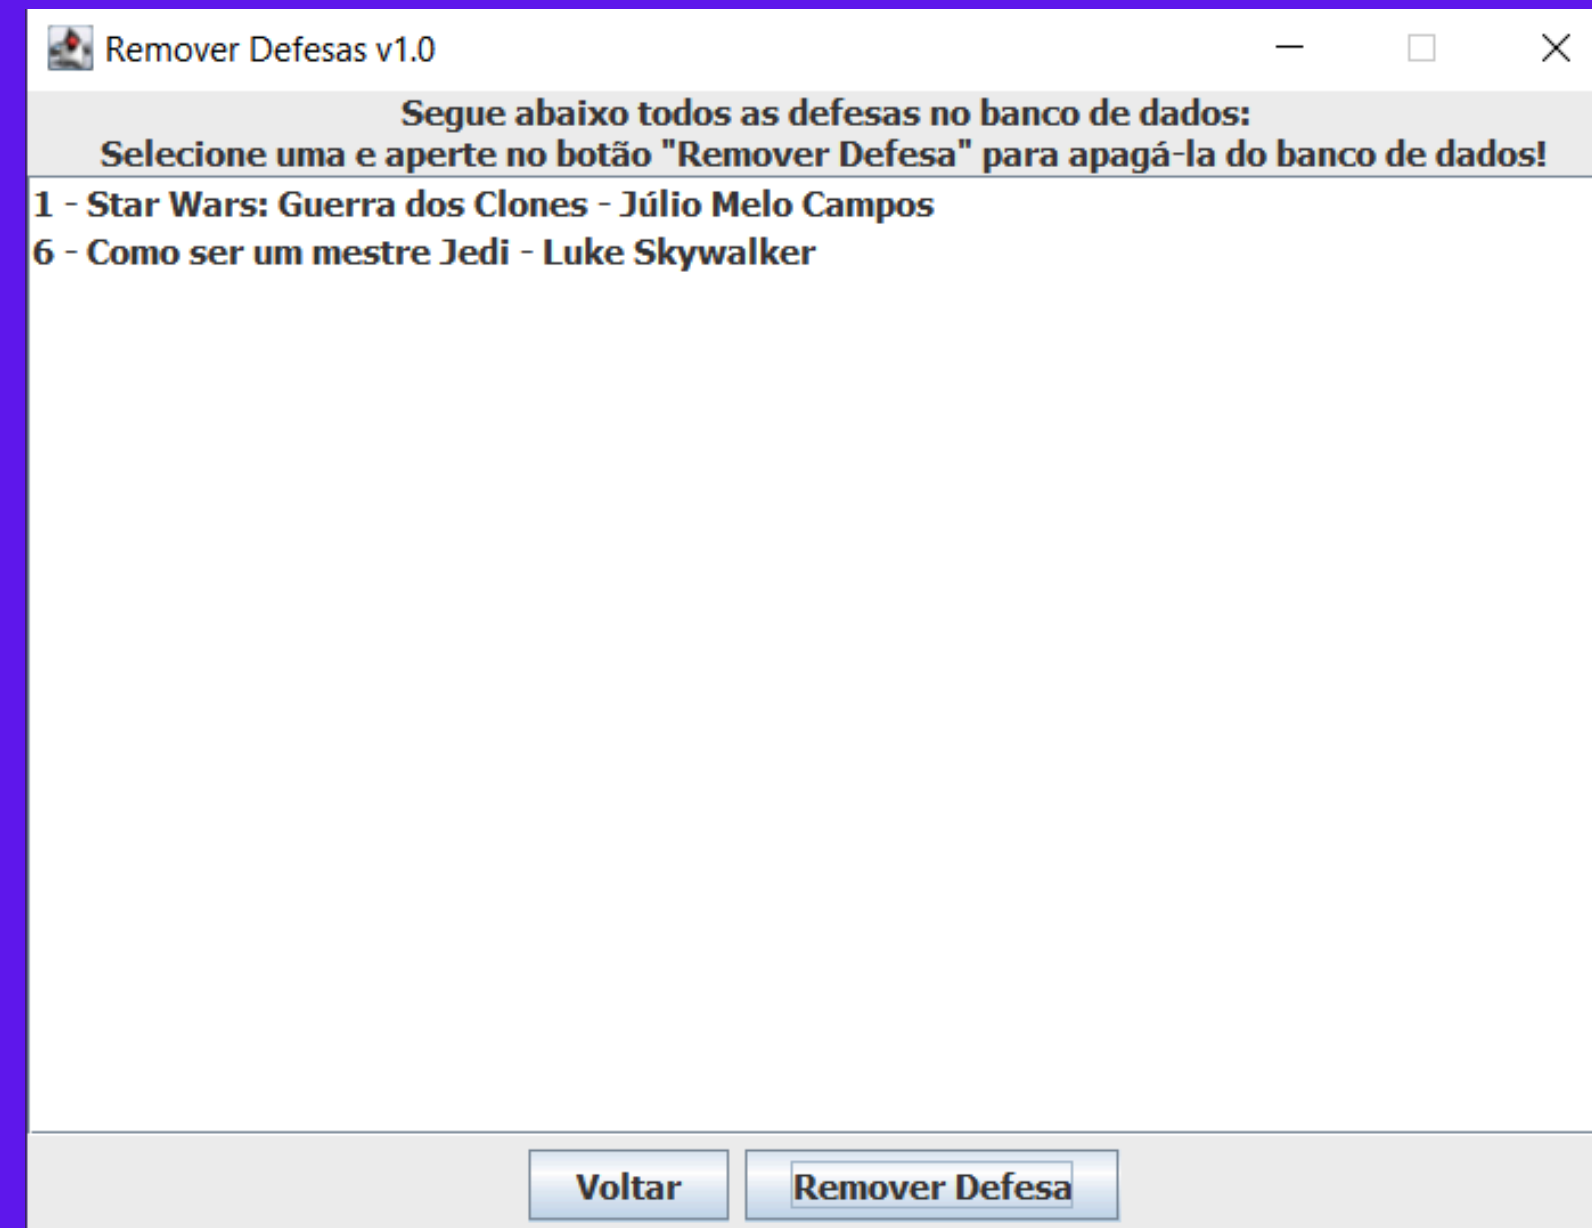 Remover Defesas v1.0
Segue abaixo todos as defesas no banco de dados:
Selecione uma e aperte no botão "Remover Defesa" para apagá-la do banco de dados!
1 - Star Wars: Guerra dos Clones - Júlio Melo Campos
6 - Como ser um mestre Jedi - Luke Skywalker
Voltar
Remover Defesa